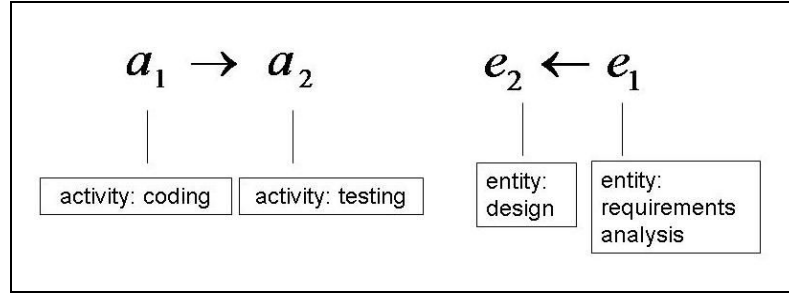 a₁ → a₂
e₂ ← e₁
activity: coding
activity: testing
entity:
design
entity:
requirements
analysis